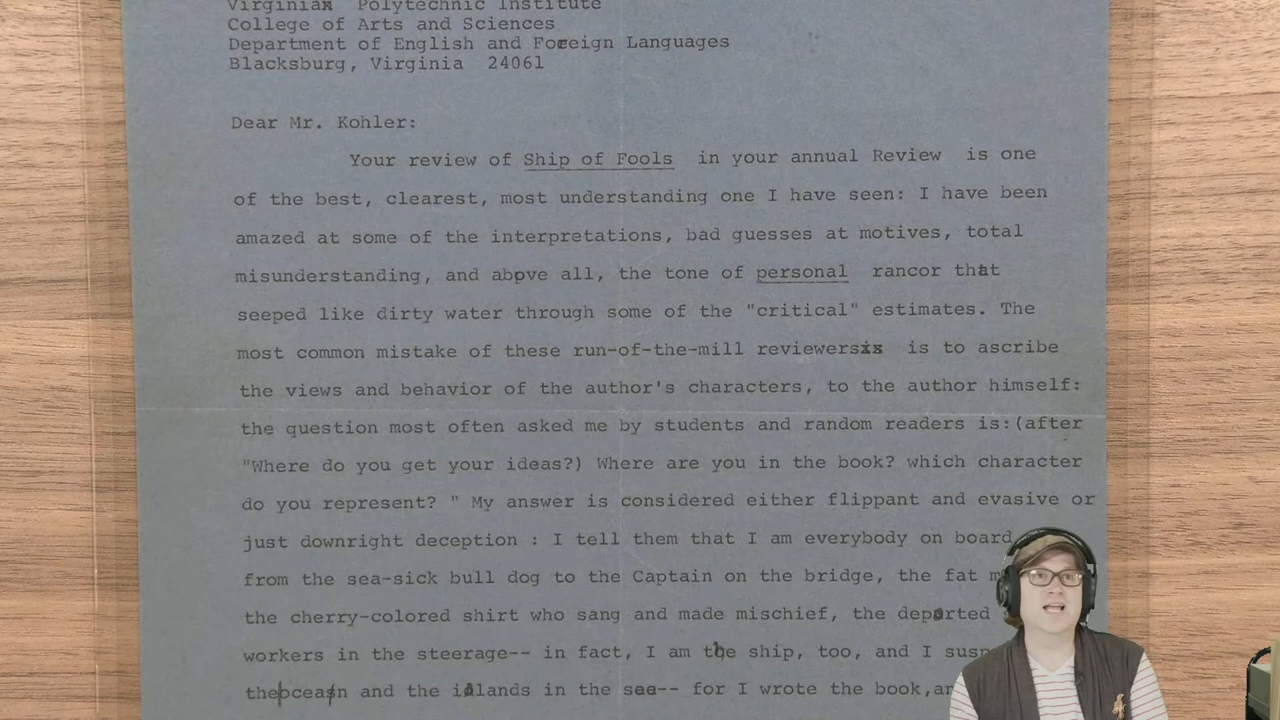 Virginian Polytechnic Institute
College of Arts and Sciences
Department of English and Foreign Languages
Blacksburg, Virginia 24061
Dear Mr. Kohler:
Your review of Ship of Fools in your annual Review is one
of the best, clearest, most understanding one I have seen: I have been
amazed at some of the interpretations, bad guesses at motives, total
misunderstanding, and above all, the tone of personal rancor that
seeped like dirty water through some of the "critical" estimates. The
most common mistake of these run-of-the-mill reviewers is to ascribe
the views and behavior of the author's characters, to the author himself:
the question most often asked me by students and random readers is:(after
"Where do you get your ideas?) Where are you in the book? which character
do you represent? " My answer is considered either flippant and evasive or
just downright deception : I tell them that I am everybody on board
from the sea-sick bull dog to the Captain on the bridge, the fat
the cherry-colored shirt who sang and made mischief, the deported
workers in the steerage-- in fact, I am the ship, too, and I
the ocean and the islands in the sea-- for I wrote the book,